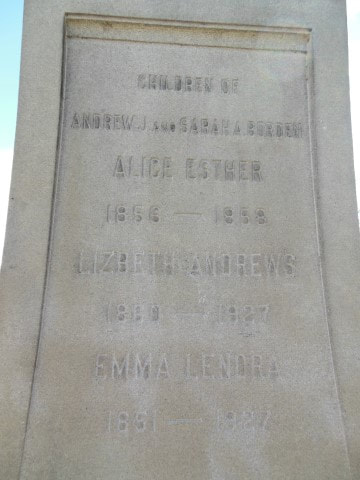 CHILDREN OF
ANDREW J. AND SARAH A. BORDEN
ALICE ESTHER
1856 — 1858
LIZBETH ANDREWS
1860 — 1927
EMMA LENORA
1851 — 1927